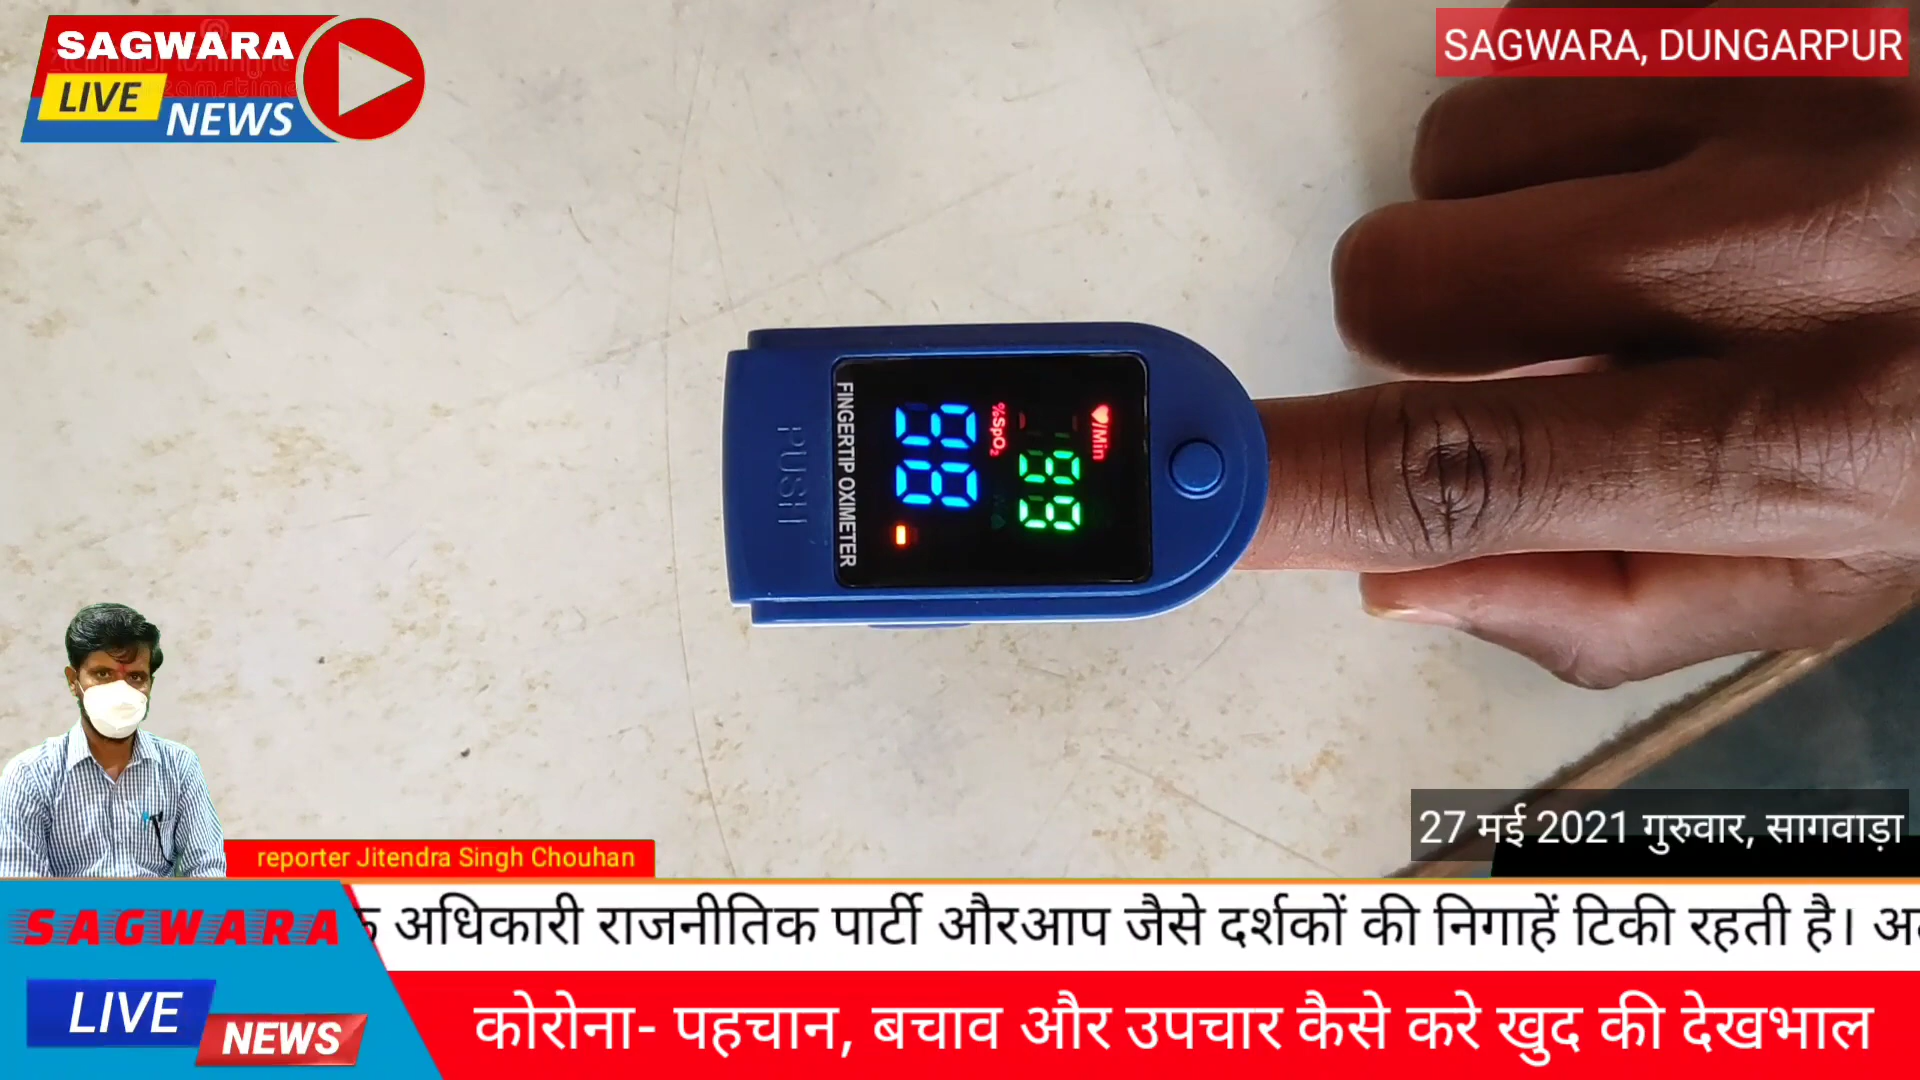 SAGWARA
LIVE
NEWS
SAGWARA, DUNGARPUR
FINGERTIP OXIMETER
PUSH
%SpO₂
/Min
27 मई 2021 गुरुवार, सागवाड़ा
reporter Jitendra Singh Chouhan
SAGWARA
अधिकारी राजनीतिक पार्टी औरआप जैसे दर्शकों की निगाहें टिकी रहती है।
LIVE
NEWS
कोरोना- पहचान, बचाव और उपचार कैसे करे खुद की देखभाल